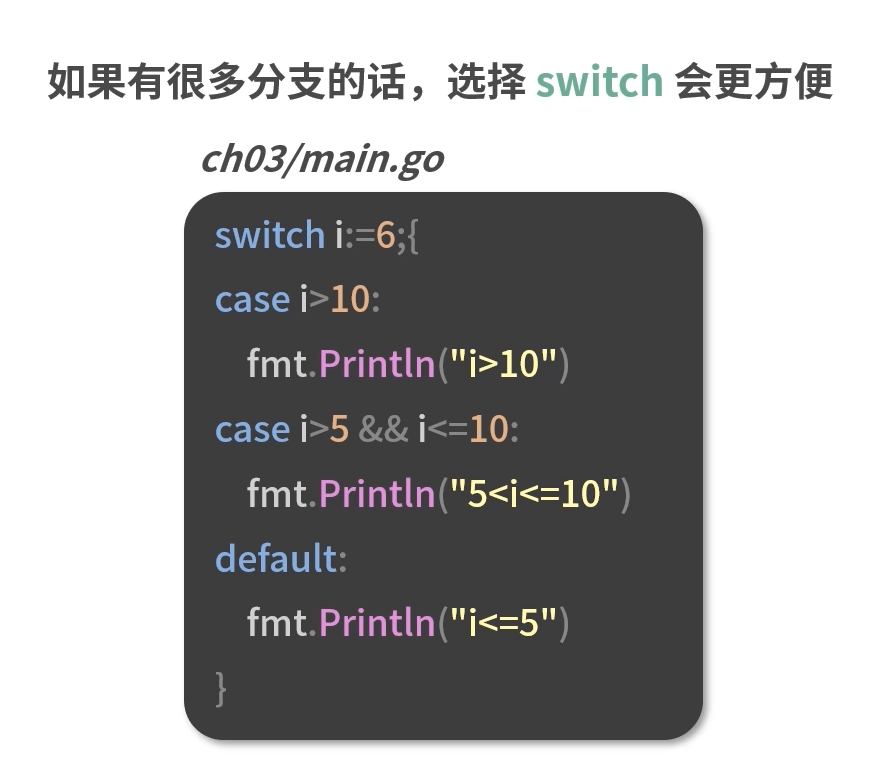 如果有很多分支的话，选择 switch 会更方便
ch03/main.go
switch i:=6;{
case i>10:
    fmt.Println("i>10")
case i>5 && i<=10:
    fmt.Println("5<i<=10")
default:
    fmt.Println("i<=5")
}